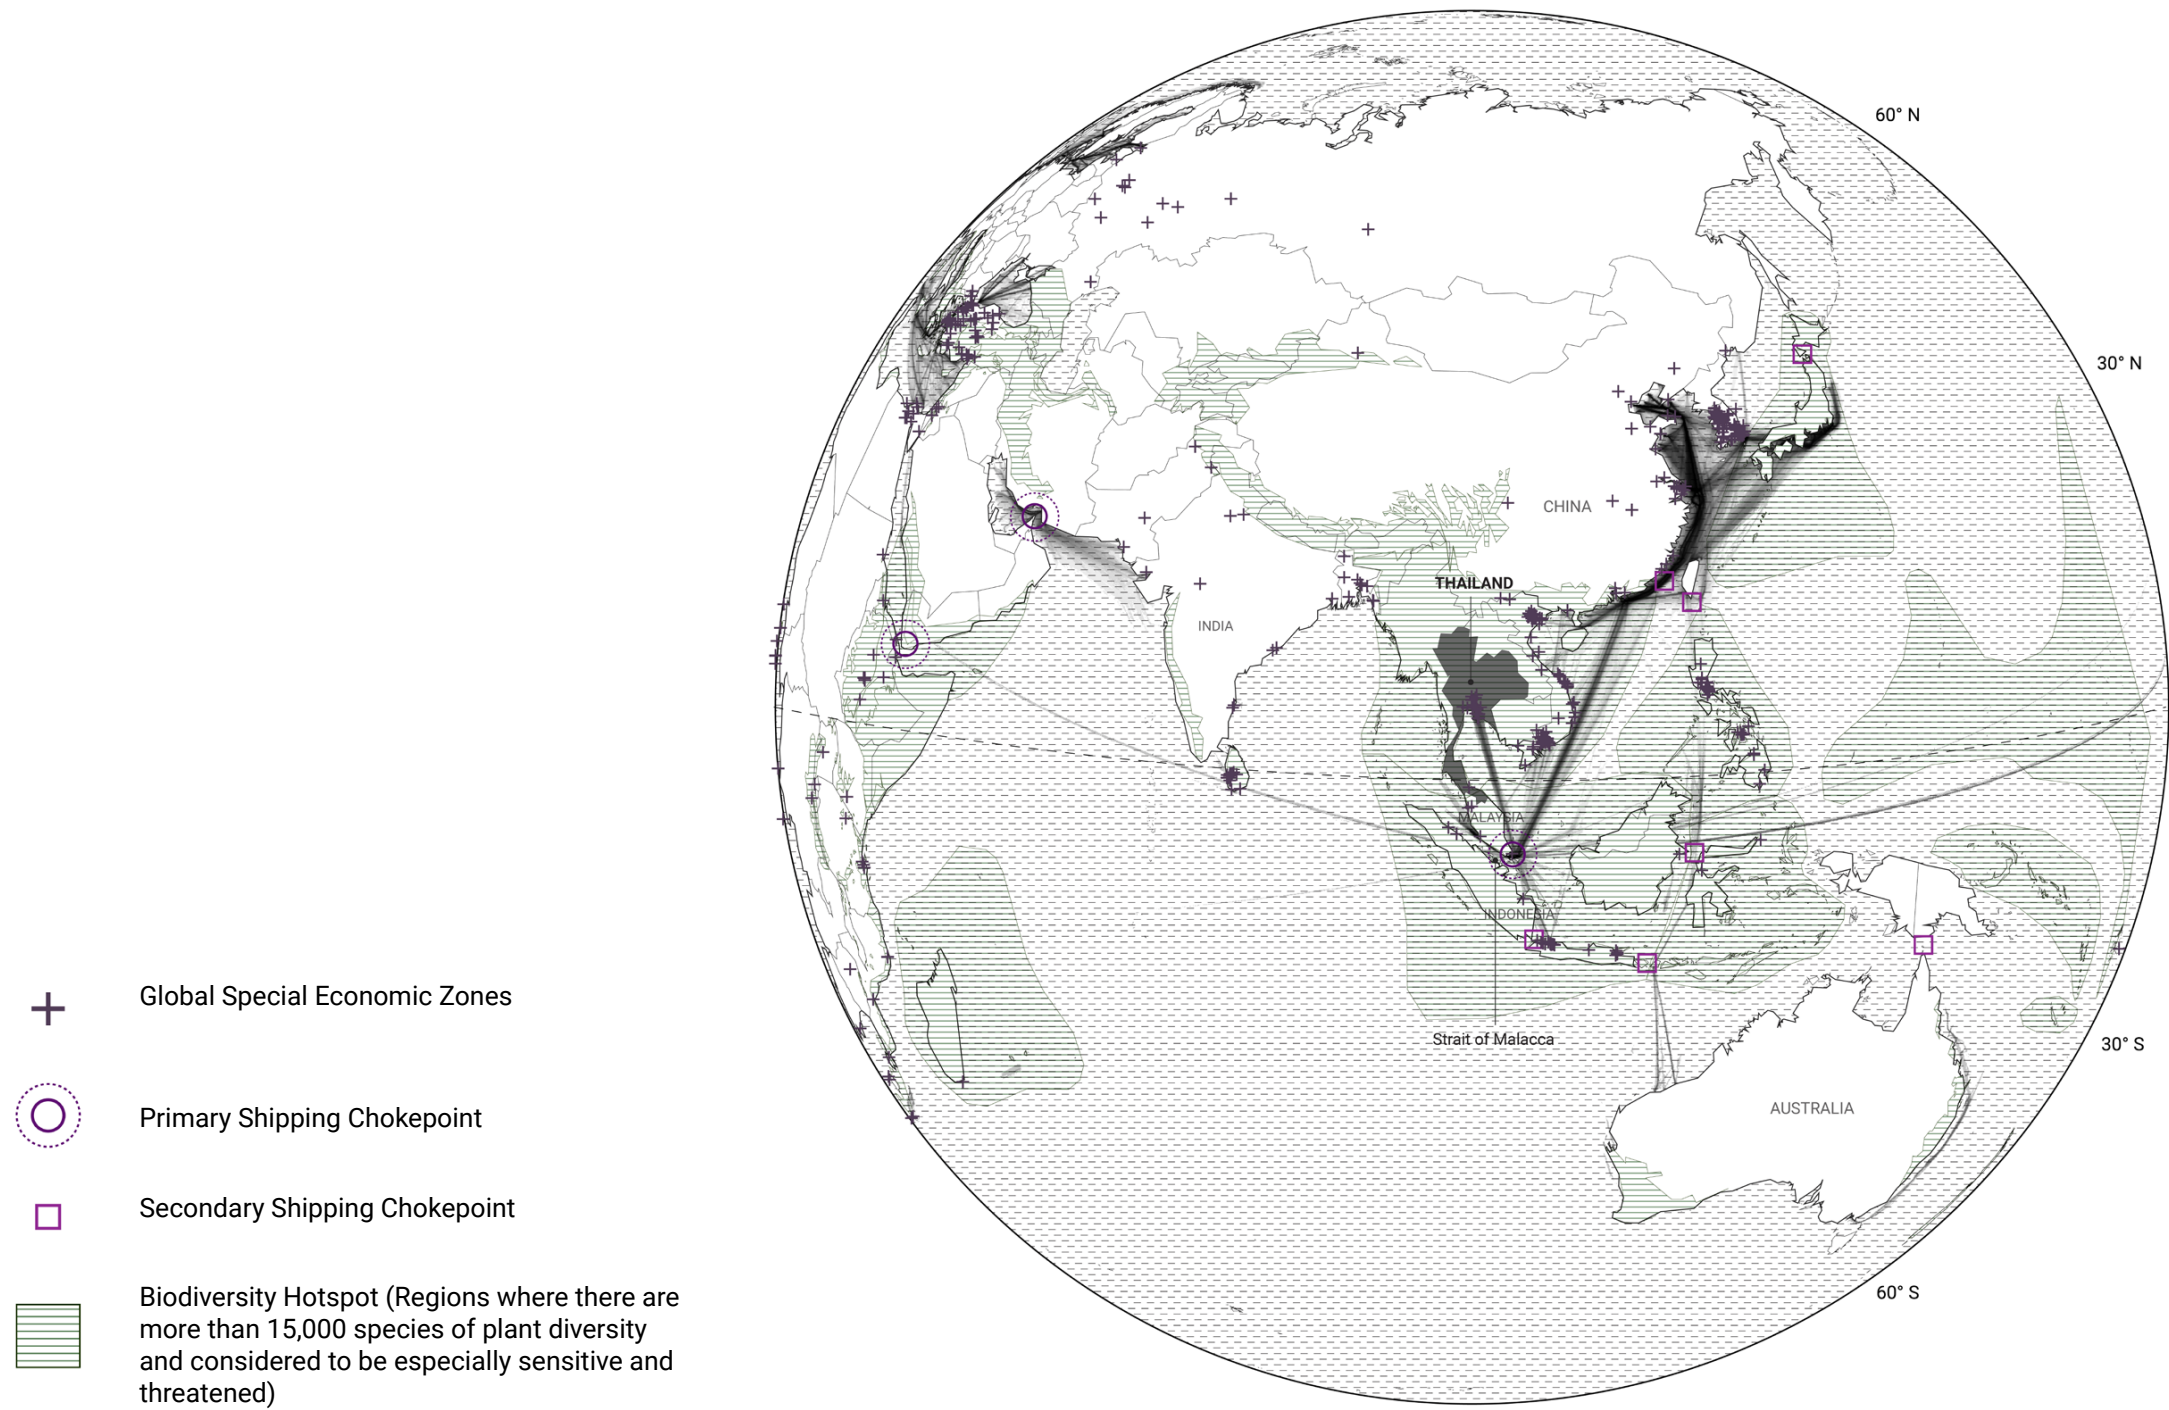 60° N
30° N
CHINA
THAILAND
INDIA
MALAYSIA
INDONESIA
Strait of Malacca
30° S
AUSTRALIA
60° S
Global Special Economic Zones
Primary Shipping Chokepoint
Secondary Shipping Chokepoint
Biodiversity Hotspot (Regions where there are
more than 15,000 species of plant diversity
and considered to be especially sensitive and
threatened)